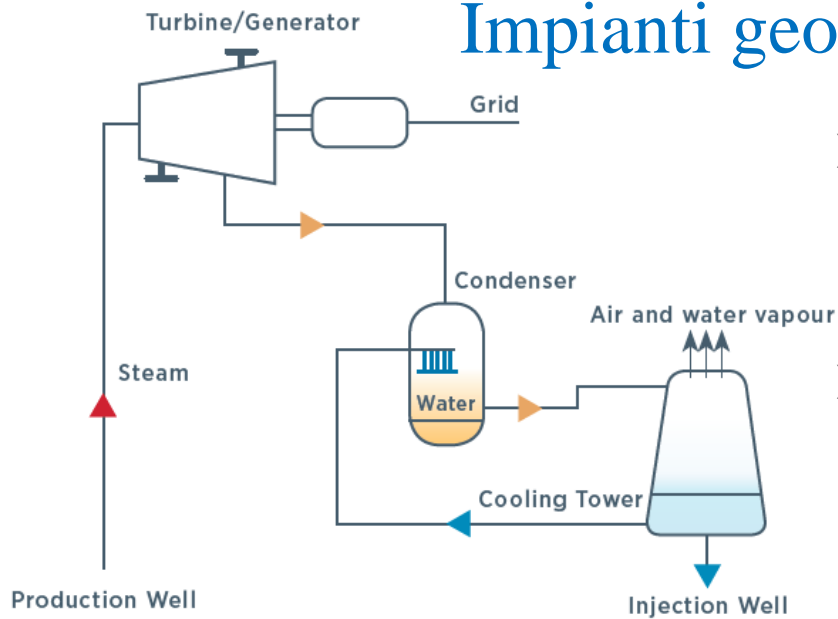 Impianti geo
Turbine/Generator
Grid
Condenser
Air and water vapour
Steam
Water
Cooling Tower
Production Well
Injection Well